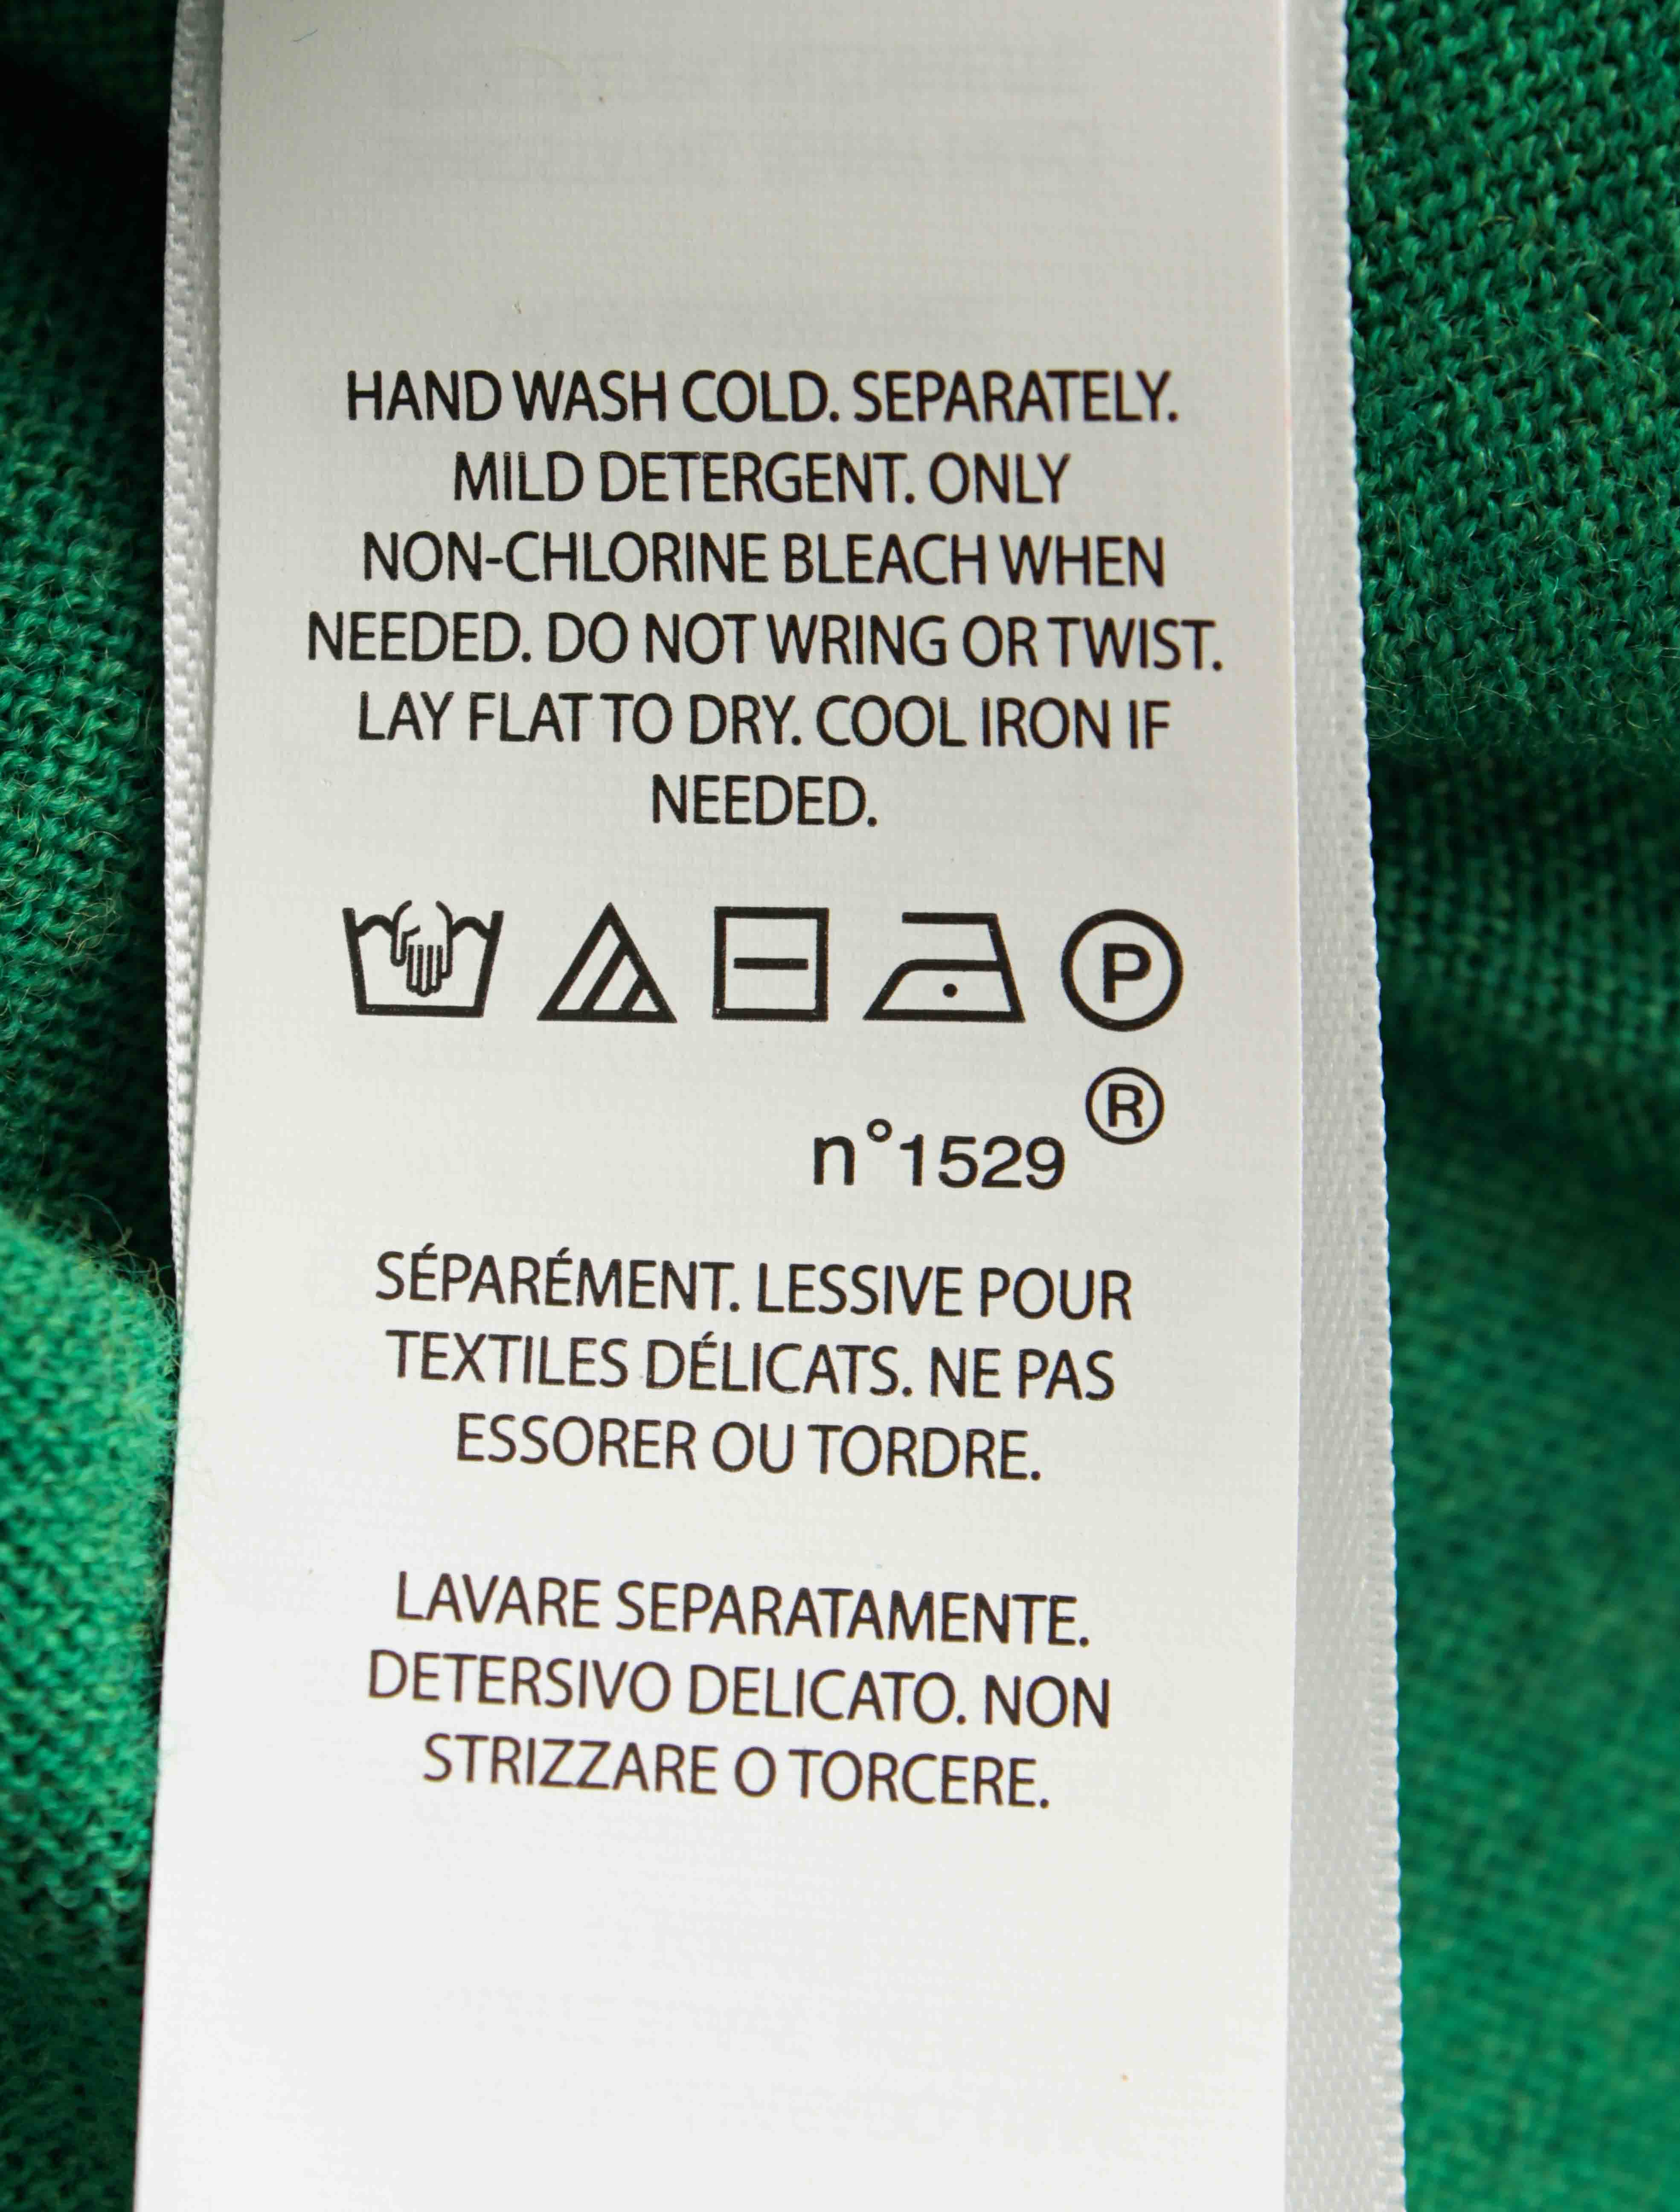 HAND WASH COLD. SEPARATELY.
MILD DETERGENT. ONLY
NON-CHLORINE BLEACH WHEN
NEEDED. DO NOT WRING OR TWIST.
LAY FLAT TO DRY. COOL IRON IF
NEEDED.
P
n°1529 ®
SÉPARÉMENT. LESSIVE POUR
TEXTILES DÉLICATS. NE PAS
ESSORER OU TORDRE.
LAVARE SEPARATAMENTE.
DETERSIVO DELICATO. NON
STRIZZARE O TORCERE.